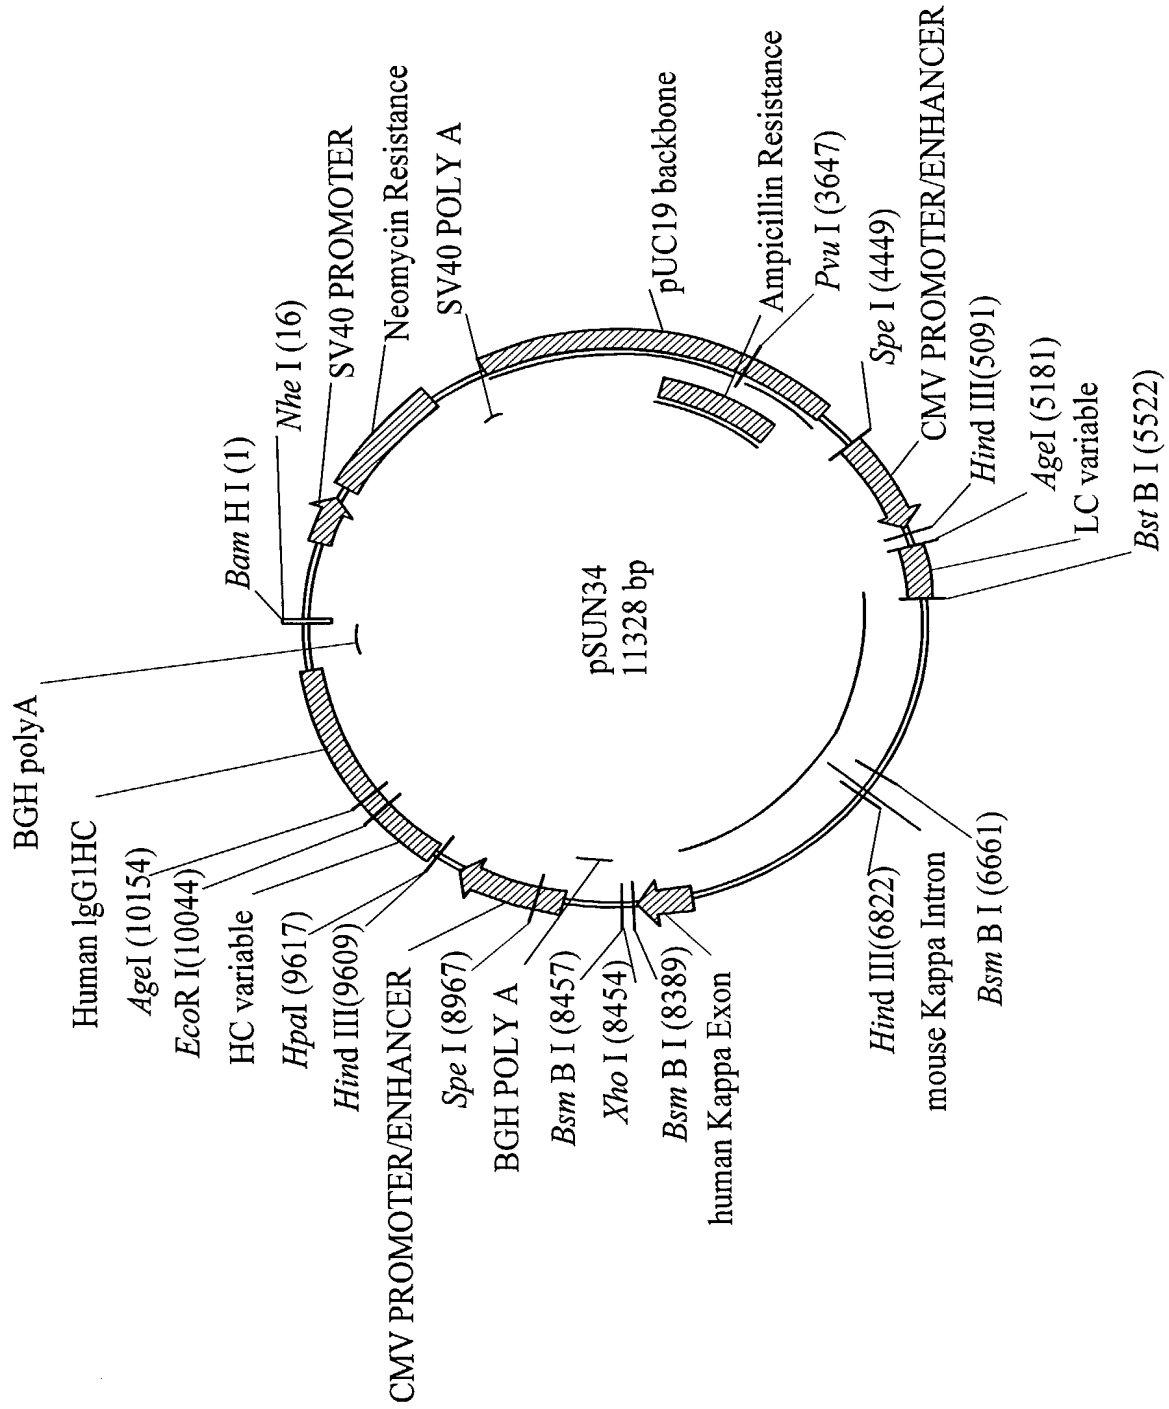 pSUN34
11328 bp
Bam H I (1)
Nhe I (16)
SV40 PROMOTER
Neomycin Resistance
SV40 POLY A
pUC19 backbone
Ampicillin Resistance
Pvu I (3647)
Spe I (4449)
CMV PROMOTER/ENHANCER
Hind III(5091)
AgeI (5181)
LC variable
Bst B I (5522)
Bsm B I (6661)
mouse Kappa Intron
Hind III(6822)
human Kappa Exon
Bsm B I (8389)
Xho I (8454)
Bsm B I (8457)
BGH POLY A
Spe I (8967)
CMV PROMOTER/ENHANCER
Hind III(9609)
HpaI (9617)
HC variable
EcoR I(10044)
AgeI (10154)
Human IgG1HC
BGH polyA